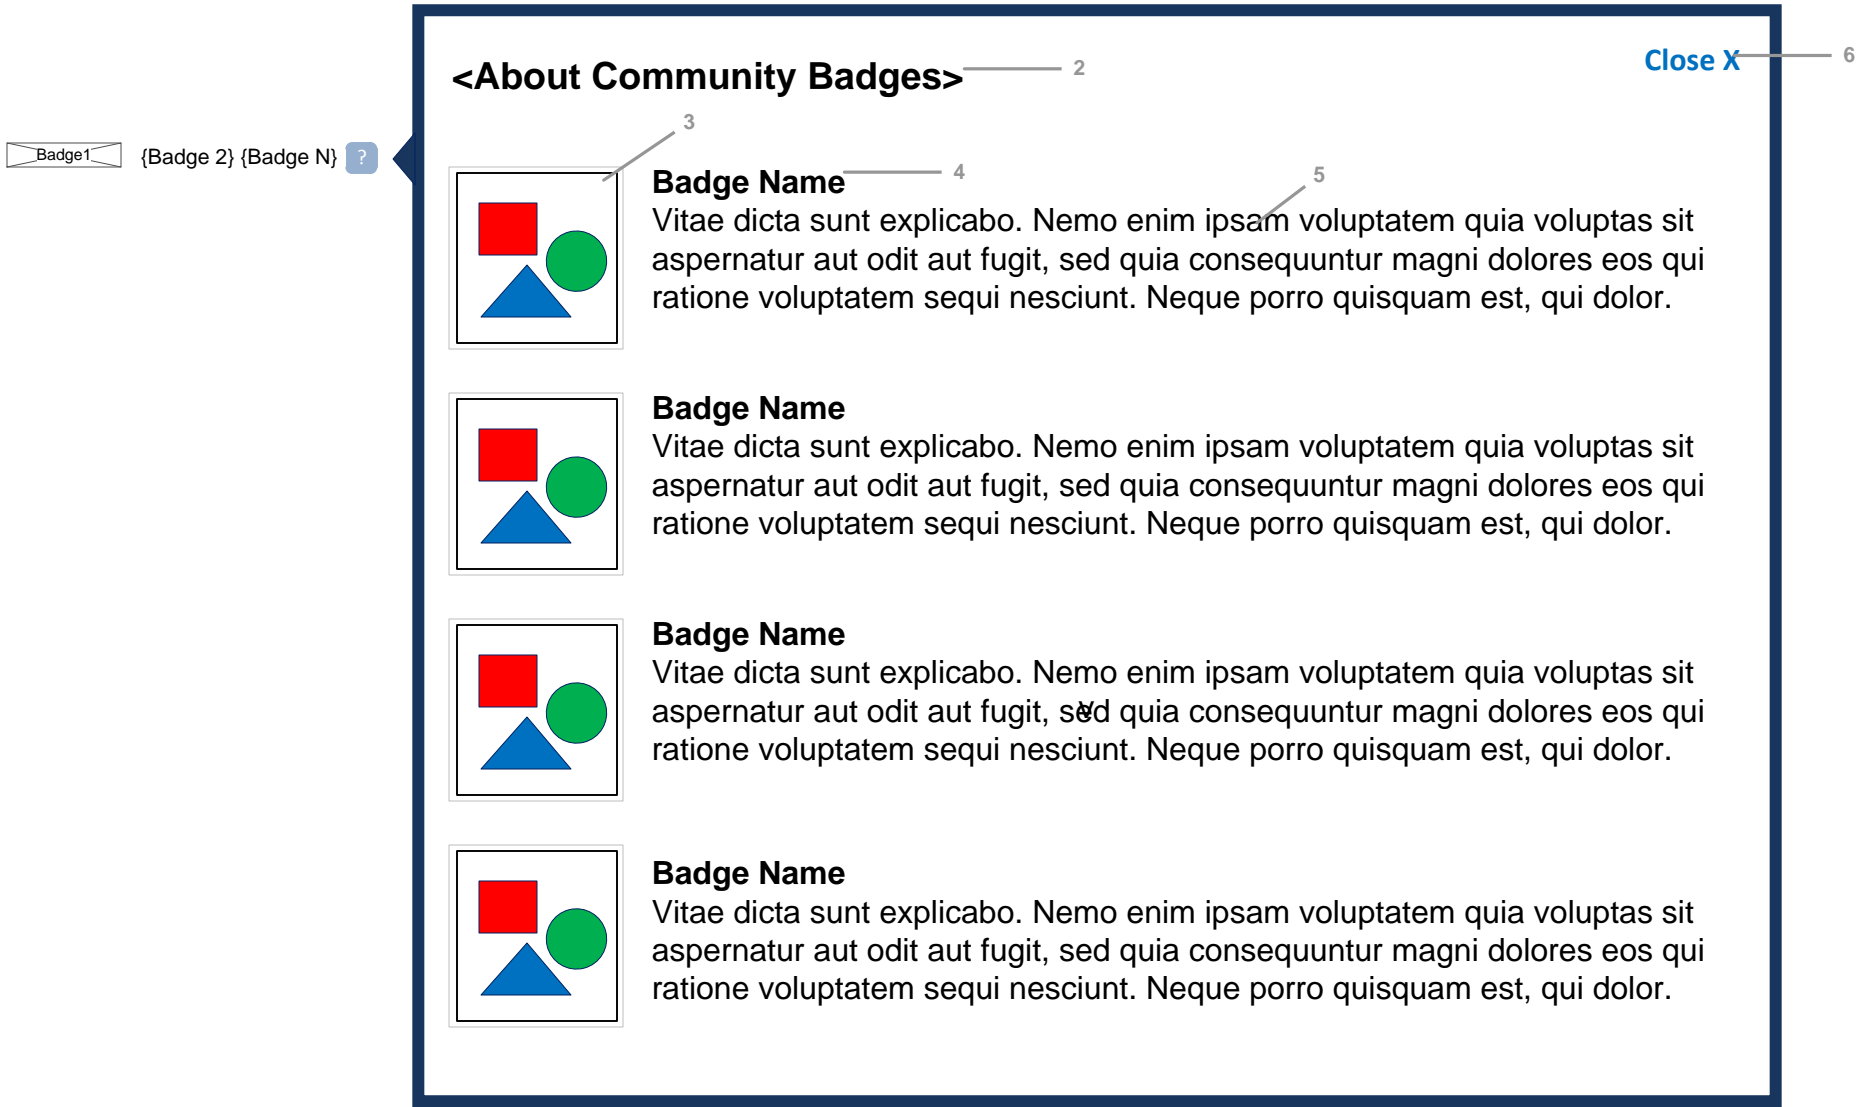 <About Community Badges>
2
Close X
6
3
Badge1
{Badge 2} {Badge N}
?
Badge Name
4
5
Vitae dicta sunt explicabo. Nemo enim ipsam voluptatem quia voluptas sit
aspernatur aut odit aut fugit, sed quia consequuntur magni dolores eos qui
ratione voluptatem sequi nesciunt. Neque porro quisquam est, qui dolor.
Badge Name
Vitae dicta sunt explicabo. Nemo enim ipsam voluptatem quia voluptas sit
aspernatur aut odit aut fugit, sed quia consequuntur magni dolores eos qui
ratione voluptatem sequi nesciunt. Neque porro quisquam est, qui dolor.
Badge Name
Vitae dicta sunt explicabo. Nemo enim ipsam voluptatem quia voluptas sit
aspernatur aut odit aut fugit, sed quia consequuntur magni dolores eos qui
ratione voluptatem sequi nesciunt. Neque porro quisquam est, qui dolor.
Badge Name
Vitae dicta sunt explicabo. Nemo enim ipsam voluptatem quia voluptas sit
aspernatur aut odit aut fugit, sed quia consequuntur magni dolores eos qui
ratione voluptatem sequi nesciunt. Neque porro quisquam est, qui dolor.